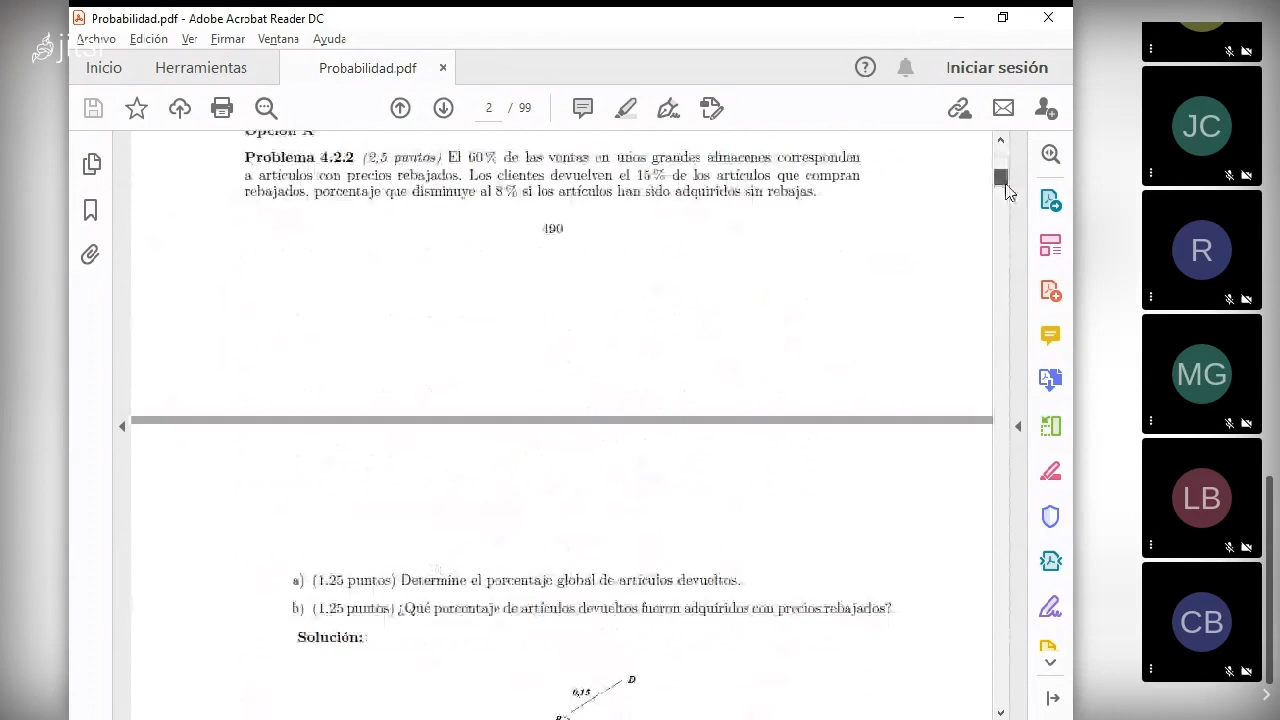 Probabilidad.pdf - Adobe Acrobat Reader DC
Archivo Edición Ver Firmar Ventana Ayuda
jitsi
Inicio Herramientas Probabilidad.pdf × Iniciar sesión
2 / 99
Opción A
Problema 4.2.2 (2,5 puntos) El 60 % de las ventas en unos grandes almacenes corresponden
a artículos con precios rebajados. Los clientes devuelven el 15 % de los artículos que compran
rebajados, porcentaje que disminuye al 8 % si los artículos han sido adquiridos sin rebajas.
490
a) (1.25 puntos) Determine el porcentaje global de artículos devueltos.
b) (1.25 puntos) ¿Qué porcentaje de artículos devueltos fueron adquiridos con precios rebajados?
Solución:
0,15 D
R
JC
R
MG
LB
CB